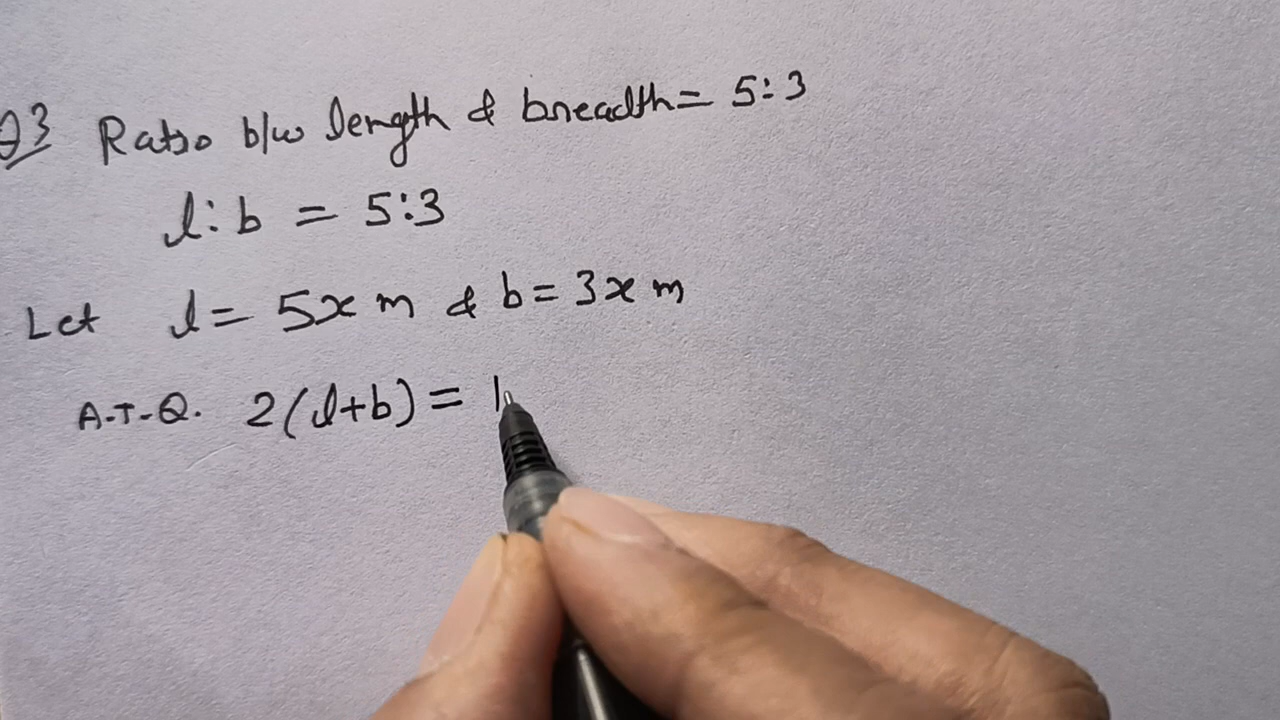 Q3 Ratio b/w length & breadth = 5:3
l:b = 5:3
Let l = 5x m & b = 3x m
A.T.Q. 2(l+b) = 1